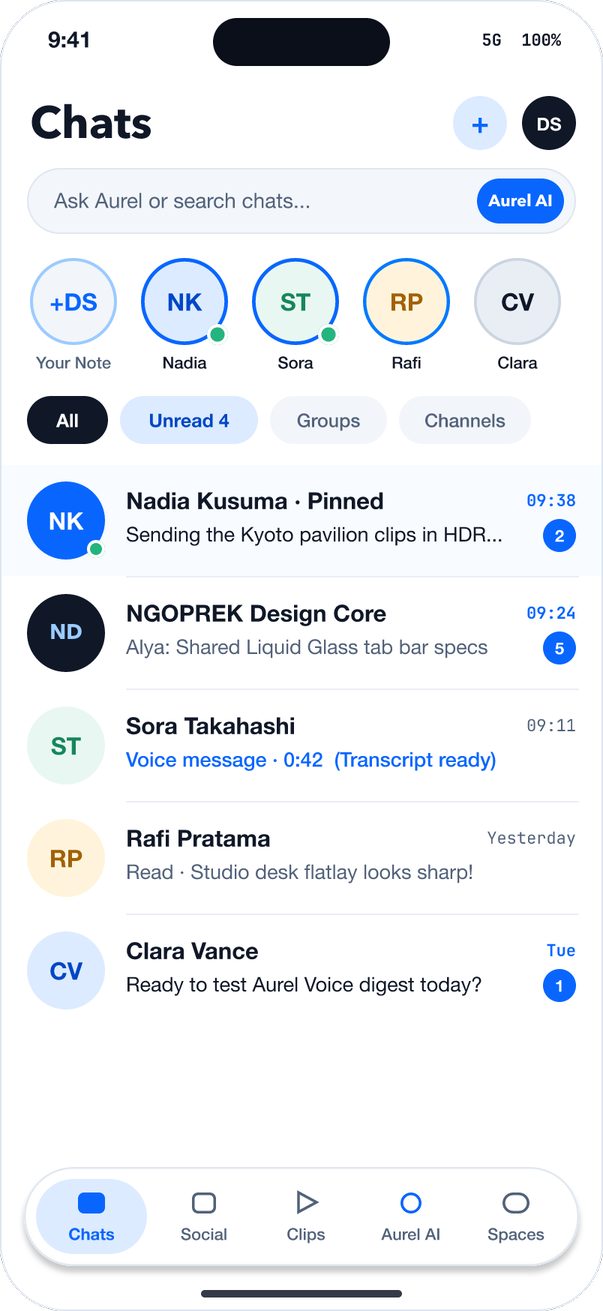 9:41
5G 100%
Chats
+
DS
Ask Aurel or search chats...
Aurel AI
+DS
NK
ST
RP
CV
Your Note
Nadia
Sora
Rafi
Clara
All
Unread 4
Groups
Channels
NK
Nadia Kusuma · Pinned
09:38
Sending the Kyoto pavilion clips in HDR...
2
ND
NGOPREK Design Core
09:24
Alya: Shared Liquid Glass tab bar specs
5
ST
Sora Takahashi
09:11
Voice message · 0:42 (Transcript ready)
RP
Rafi Pratama
Yesterday
Read · Studio desk flatlay looks sharp!
CV
Clara Vance
Tue
Ready to test Aurel Voice digest today?
1
Chats
Social
Clips
Aurel AI
Spaces